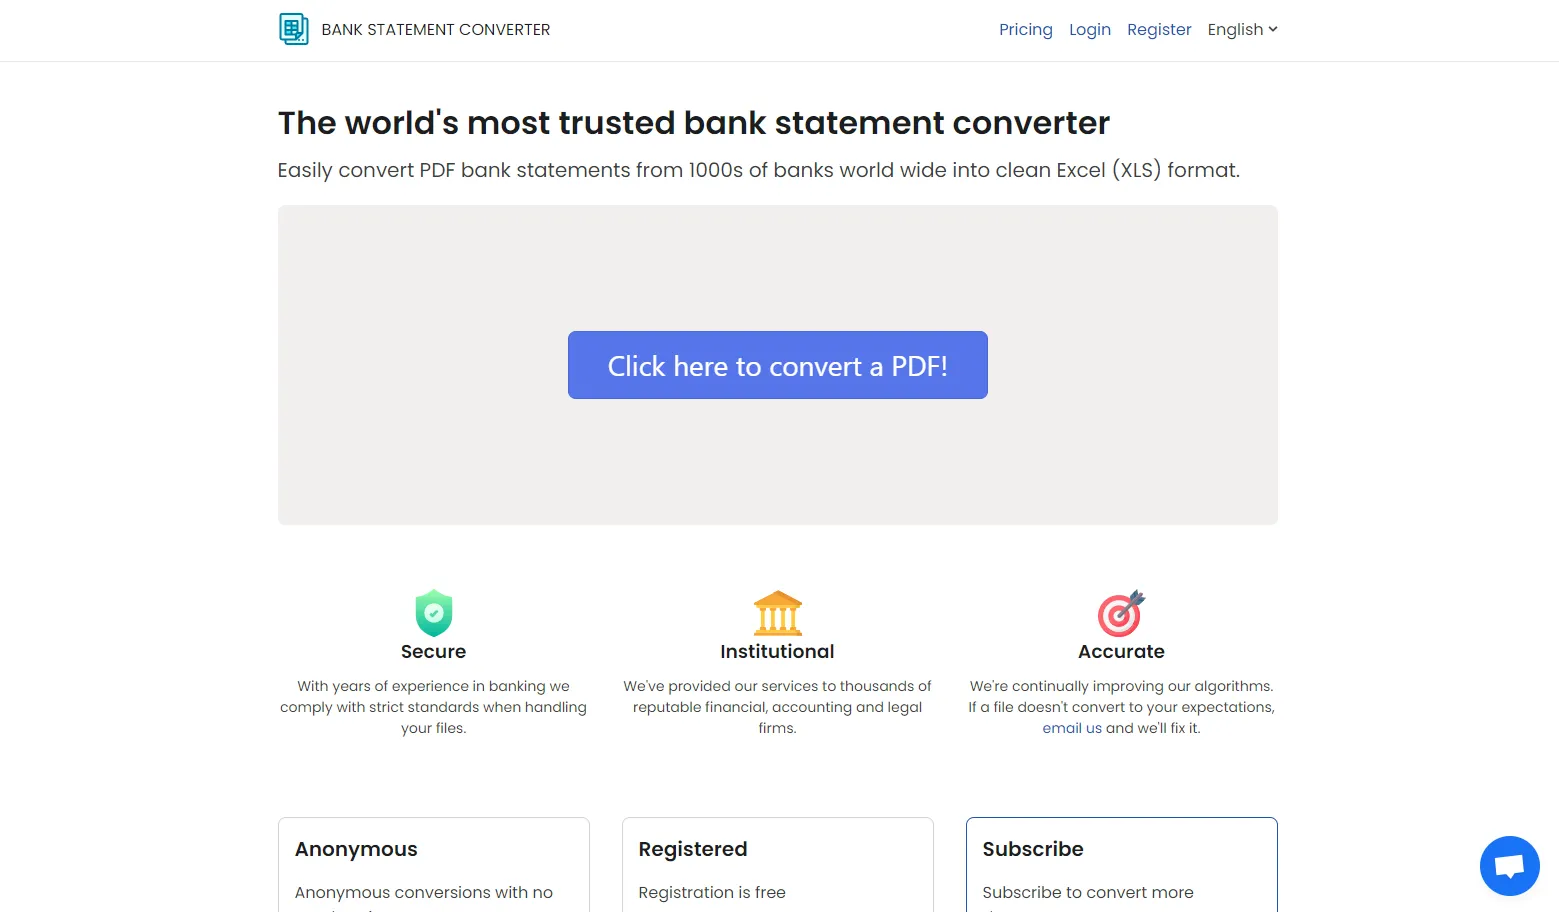 BANK STATEMENT CONVERTER
Pricing Login Register English
The world's most trusted bank statement converter
Easily convert PDF bank statements from 1000s of banks world wide into clean Excel (XLS) format.
Click here to convert a PDF!
Secure
With years of experience in banking we
comply with strict standards when handling
your files.
Institutional
We've provided our services to thousands of
reputable financial, accounting and legal
firms.
Accurate
We're continually improving our algorithms.
If a file doesn't convert to your expectations,
email us and we'll fix it.
Anonymous
Anonymous conversions with no
Registered
Registration is free
Subscribe
Subscribe to convert more